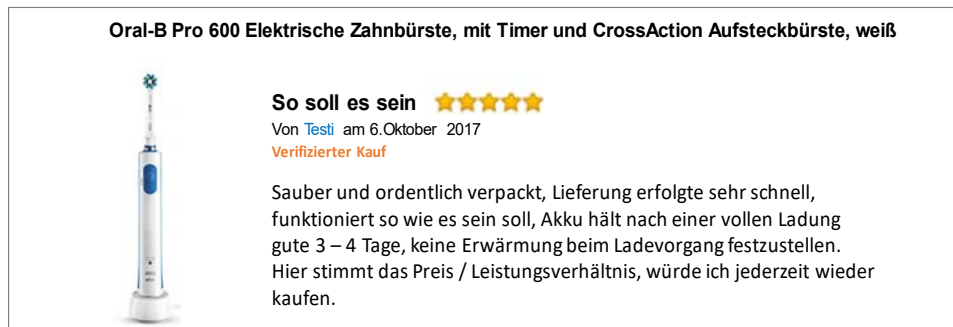 Oral-B Pro 600 Elektrische Zahnbürste, mit Timer und CrossAction Aufsteckbürste, weiß
So soll es sein
Von Testi am 6.Oktober 2017
Verifizierter Kauf
Sauber und ordentlich verpackt, Lieferung erfolgte sehr schnell,
funktioniert so wie es sein soll, Akku hält nach einer vollen Ladung
gute 3 – 4 Tage, keine Erwärmung beim Ladevorgang festzustellen.
Hier stimmt das Preis / Leistungsverhältnis, würde ich jederzeit wieder
kaufen.